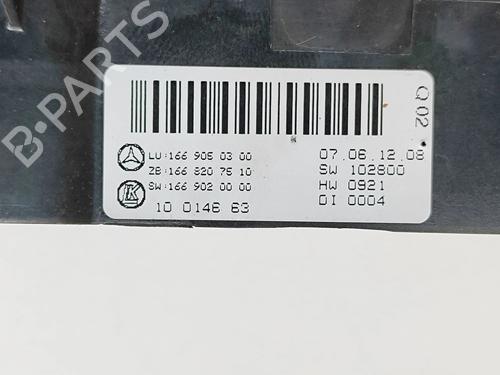 B-PARTS
Q02
LU:166 905 03 00
ZB:166 820 75 10
SW:166 902 00 00
10 0146 63
07.06.12.08
SW 102800
HW 0921
DI 0004